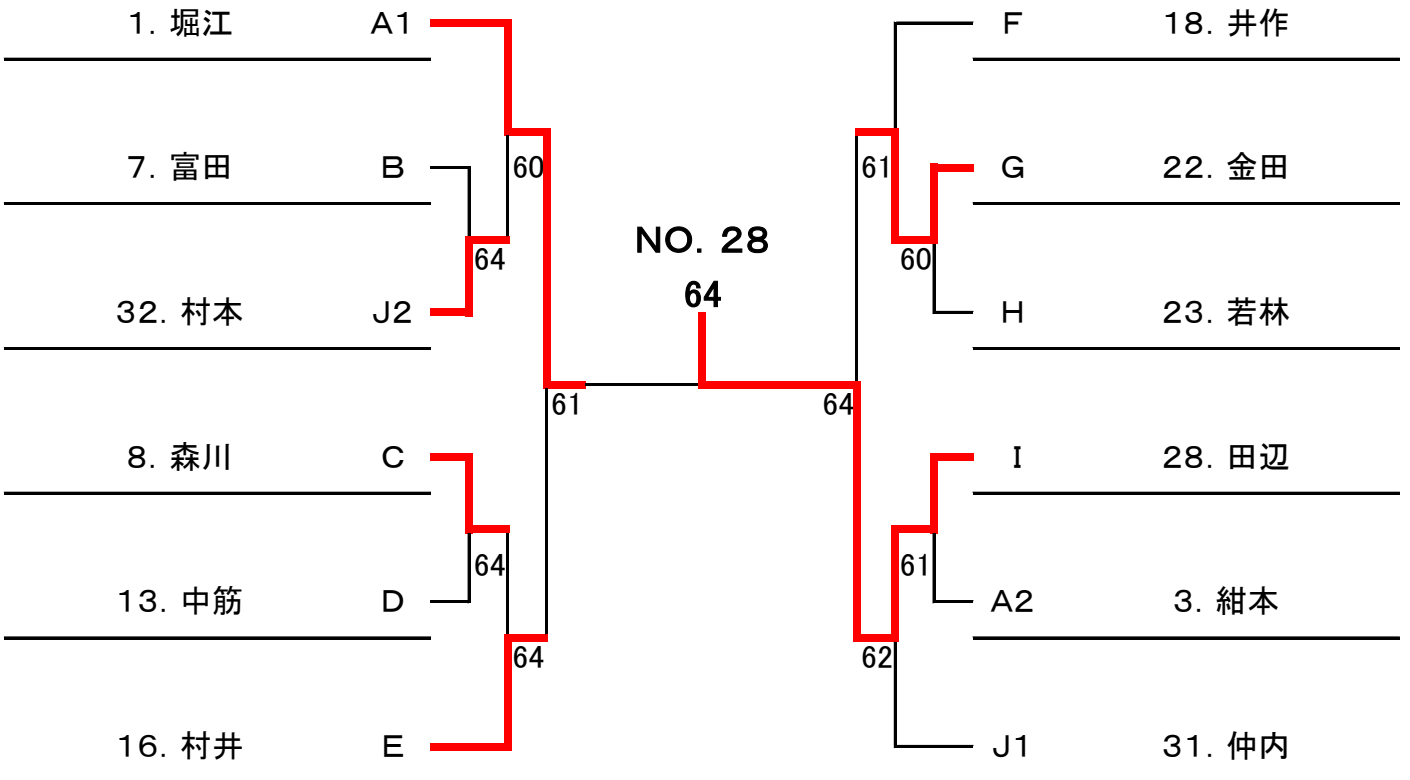 1. 堀江 A1
60
7. 富田 B
64
32. 村本 J2
61
8. 森川 C
64
13. 中筋 D
64
16. 村井 E
NO. 28
64
F 18. 井作
61
G 22. 金田
60
H 23. 若林
64
I 28. 田辺
61
A2 3. 紺本
62
J1 31. 仲内